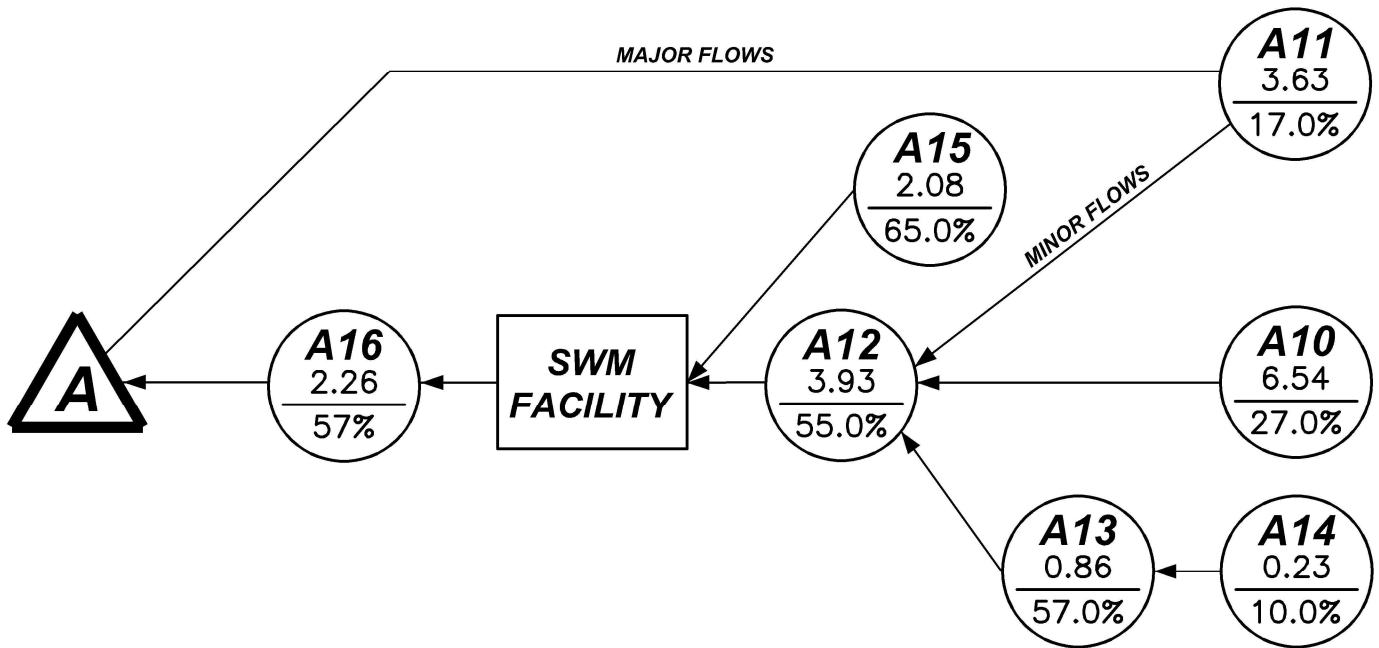 MAJOR FLOWS
A11
3.63
17.0%
A15
2.08
65.0%
MINOR FLOWS
A
A16
2.26
57%
SWM
FACILITY
A12
3.93
55.0%
A10
6.54
27.0%
A13
0.86
57.0%
A14
0.23
10.0%